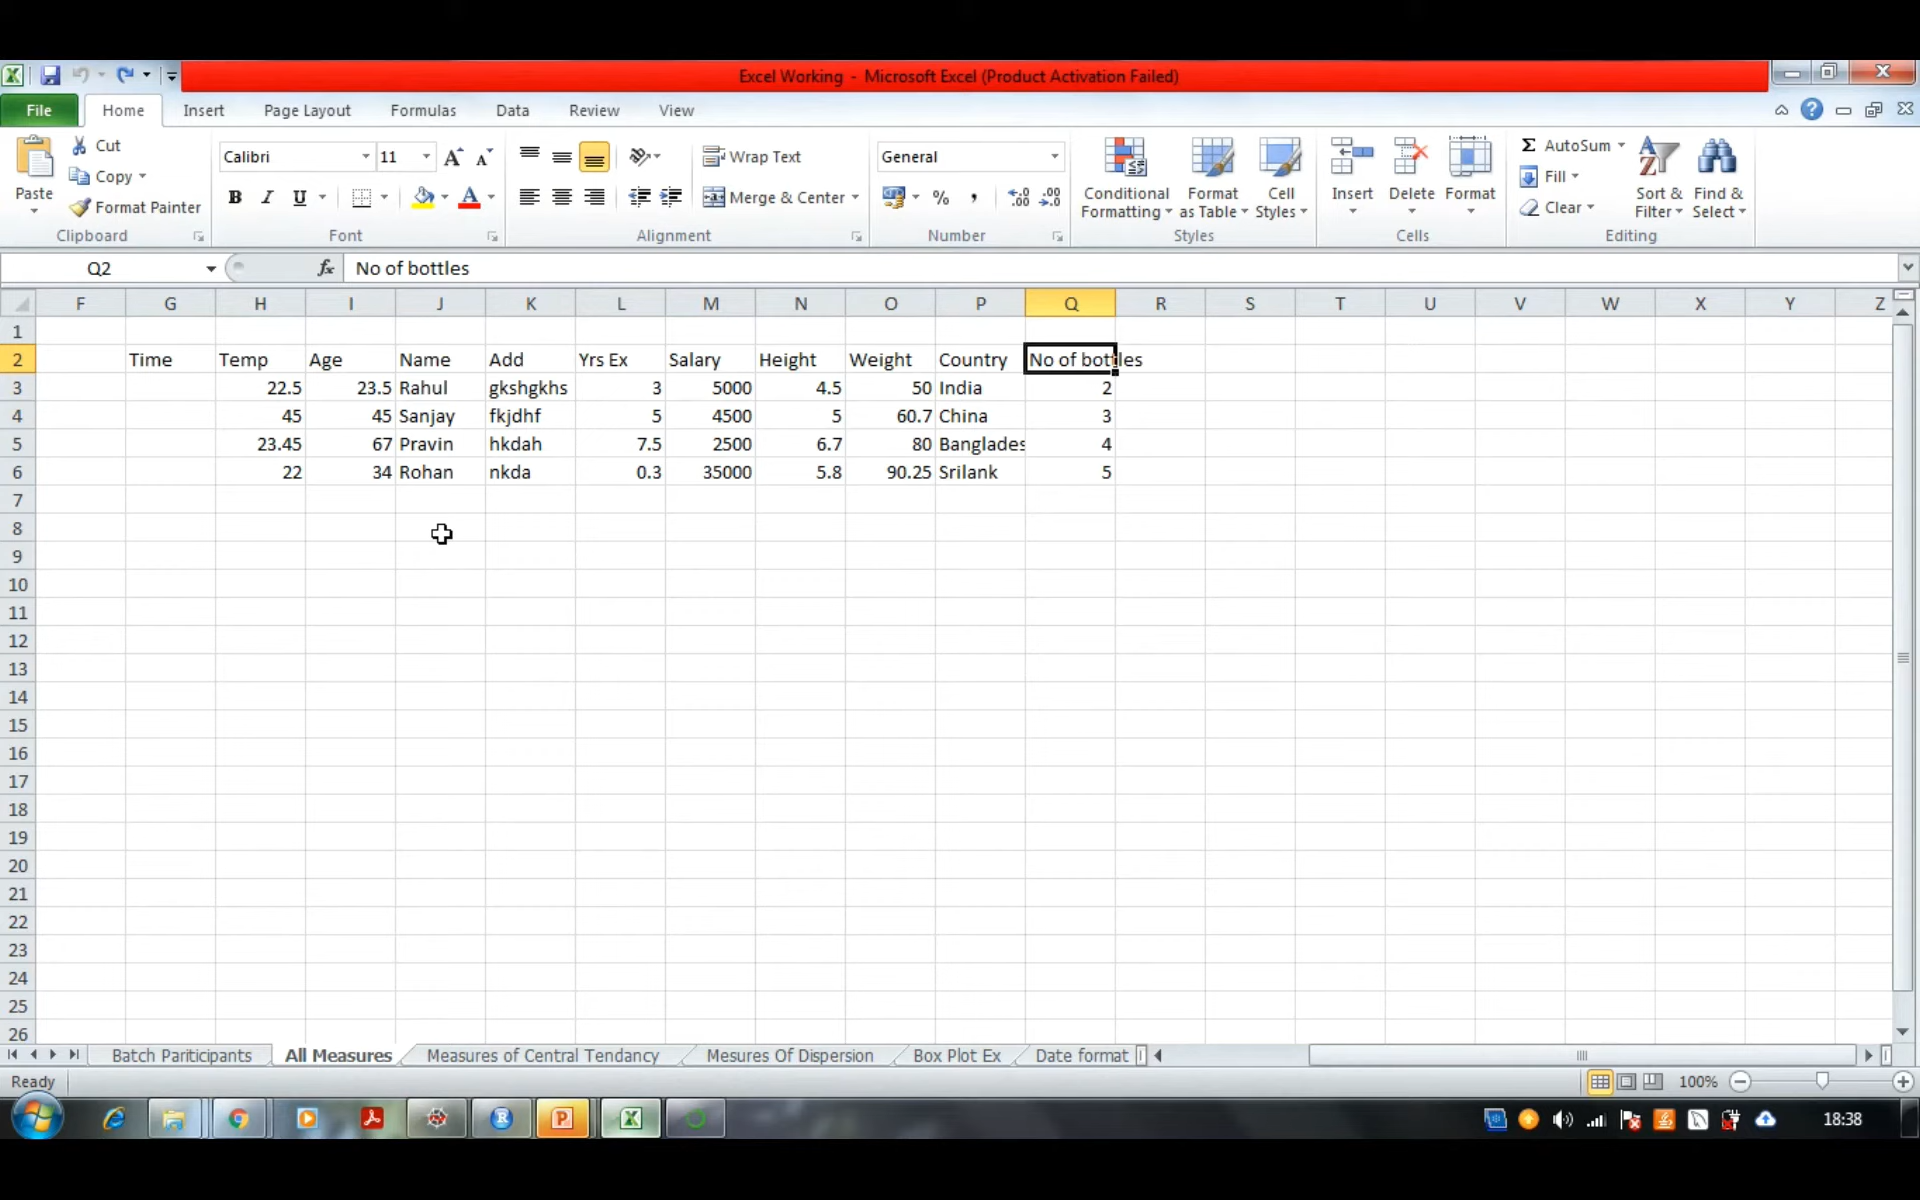 Excel Working - Microsoft Excel (Product Activation Failed)
File Home Insert Page Layout Formulas Data Review View
Paste
Cut
Copy
Format Painter
Clipboard
Calibri 11
B I U
Font
Wrap Text
Merge & Center
Alignment
General
%
Number
Conditional Formatting
Format as Table
Cell Styles
Styles
Insert Delete Format
Cells
AutoSum
Fill
Clear
Sort & Filter
Find & Select
Editing
Q2 fx No of bottles
F G H I J K L M N O P Q R S T U V W X Y Z
1
2 Time Temp Age Name Add Yrs Ex Salary Height Weight Country No of bottles
3 22.5 23.5 Rahul gkshgkhs 3 5000 4.5 50 India 2
4 45 45 Sanjay fkjdhf 5 4500 5 60.7 China 3
5 23.45 67 Pravin hkdah 7.5 2500 6.7 80 Banglades 4
6 22 34 Rohan nkda 0.3 35000 5.8 90.25 Srilank 5
7
8
9
10
11
12
13
14
15
16
17
18
19
20
21
22
23
24
25
26
Batch Pariticipants All Measures Measures of Central Tendancy Mesures Of Dispersion Box Plot Ex Date format
Ready 100%
18:38